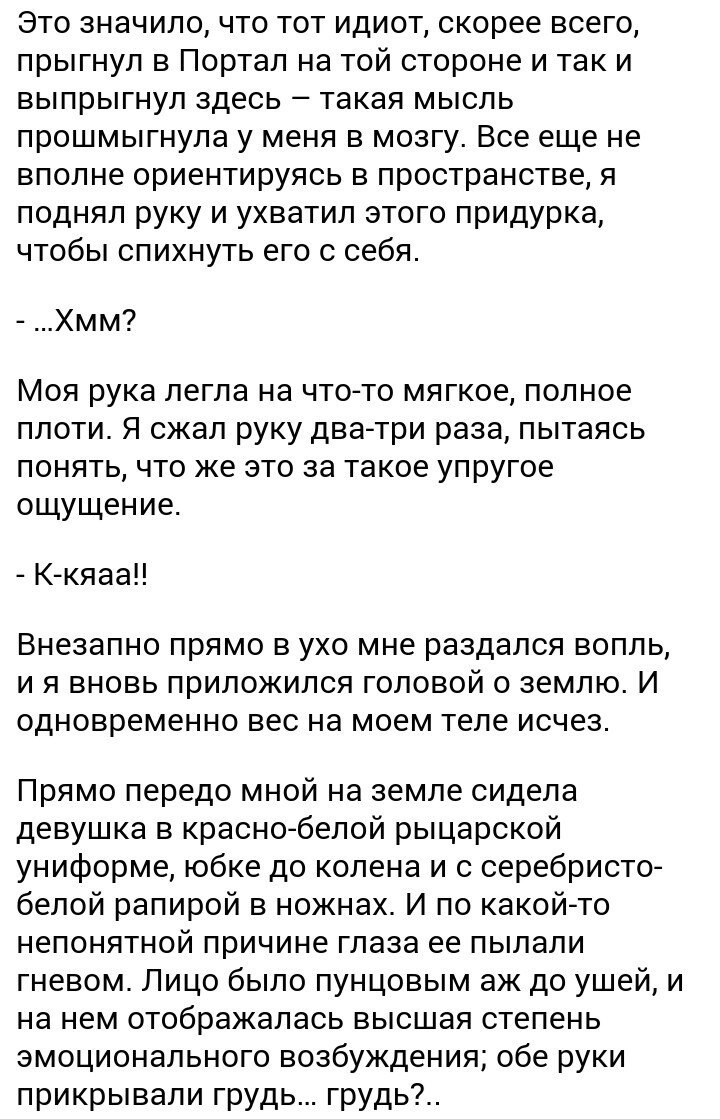 Это значило, что тот идиот, скорее всего,
прыгнул в Портал на той стороне и так и
выпрыгнул здесь – такая мысль
прошмыгнула у меня в мозгу. Все еще не
вполне ориентируясь в пространстве, я
поднял руку и ухватил этого придурка,
чтобы спихнуть его с себя.
- …Хмм?
Моя рука легла на что-то мягкое, полное
плоти. Я сжал руку два-три раза, пытаясь
понять, что же это за такое упругое
ощущение.
- К-кяаа!!
Внезапно прямо в ухо мне раздался вопль,
и я вновь приложился головой о землю. И
одновременно вес на моем теле исчез.
Прямо передо мной на земле сидела
девушка в красно-белой рыцарской
униформе, юбке до колена и с серебристо-
белой рапирой в ножнах. И по какой-то
непонятной причине глаза ее пылали
гневом. Лицо было пунцовым аж до ушей, и
на нем отображалась высшая степень
эмоционального возбуждения; обе руки
прикрывали грудь… грудь?..